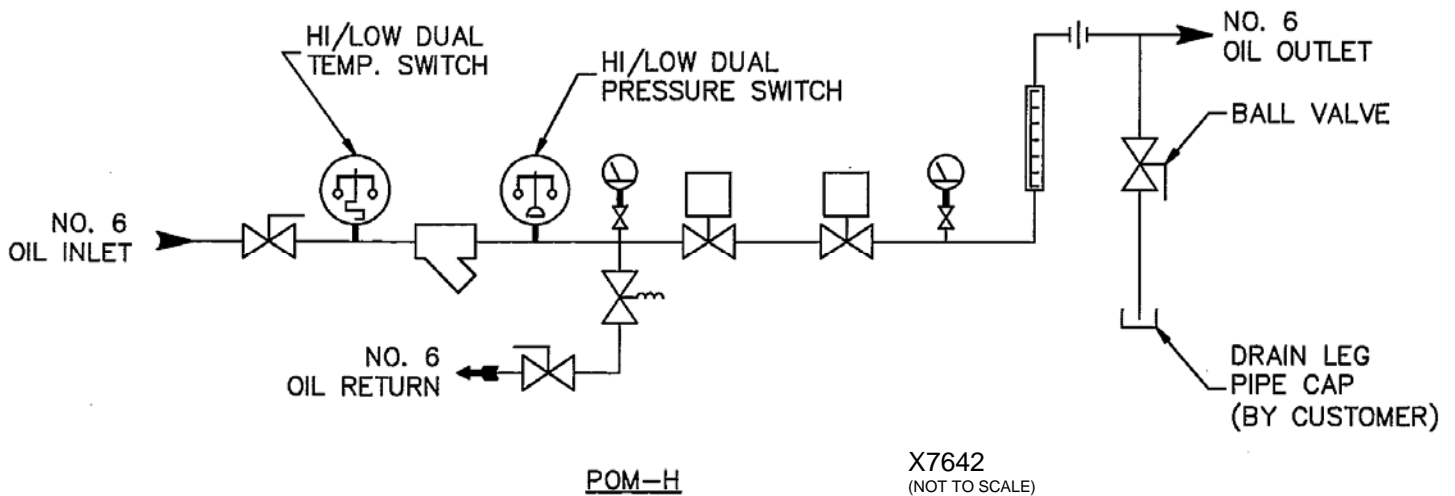 HI/LOW DUAL
TEMP. SWITCH
HI/LOW DUAL
PRESSURE SWITCH
NO. 6
OIL OUTLET
BALL VALVE
NO. 6
OIL INLET
NO. 6
OIL RETURN
DRAIN LEG
PIPE CAP
(BY CUSTOMER)
POM-H
X7642
(NOT TO SCALE)